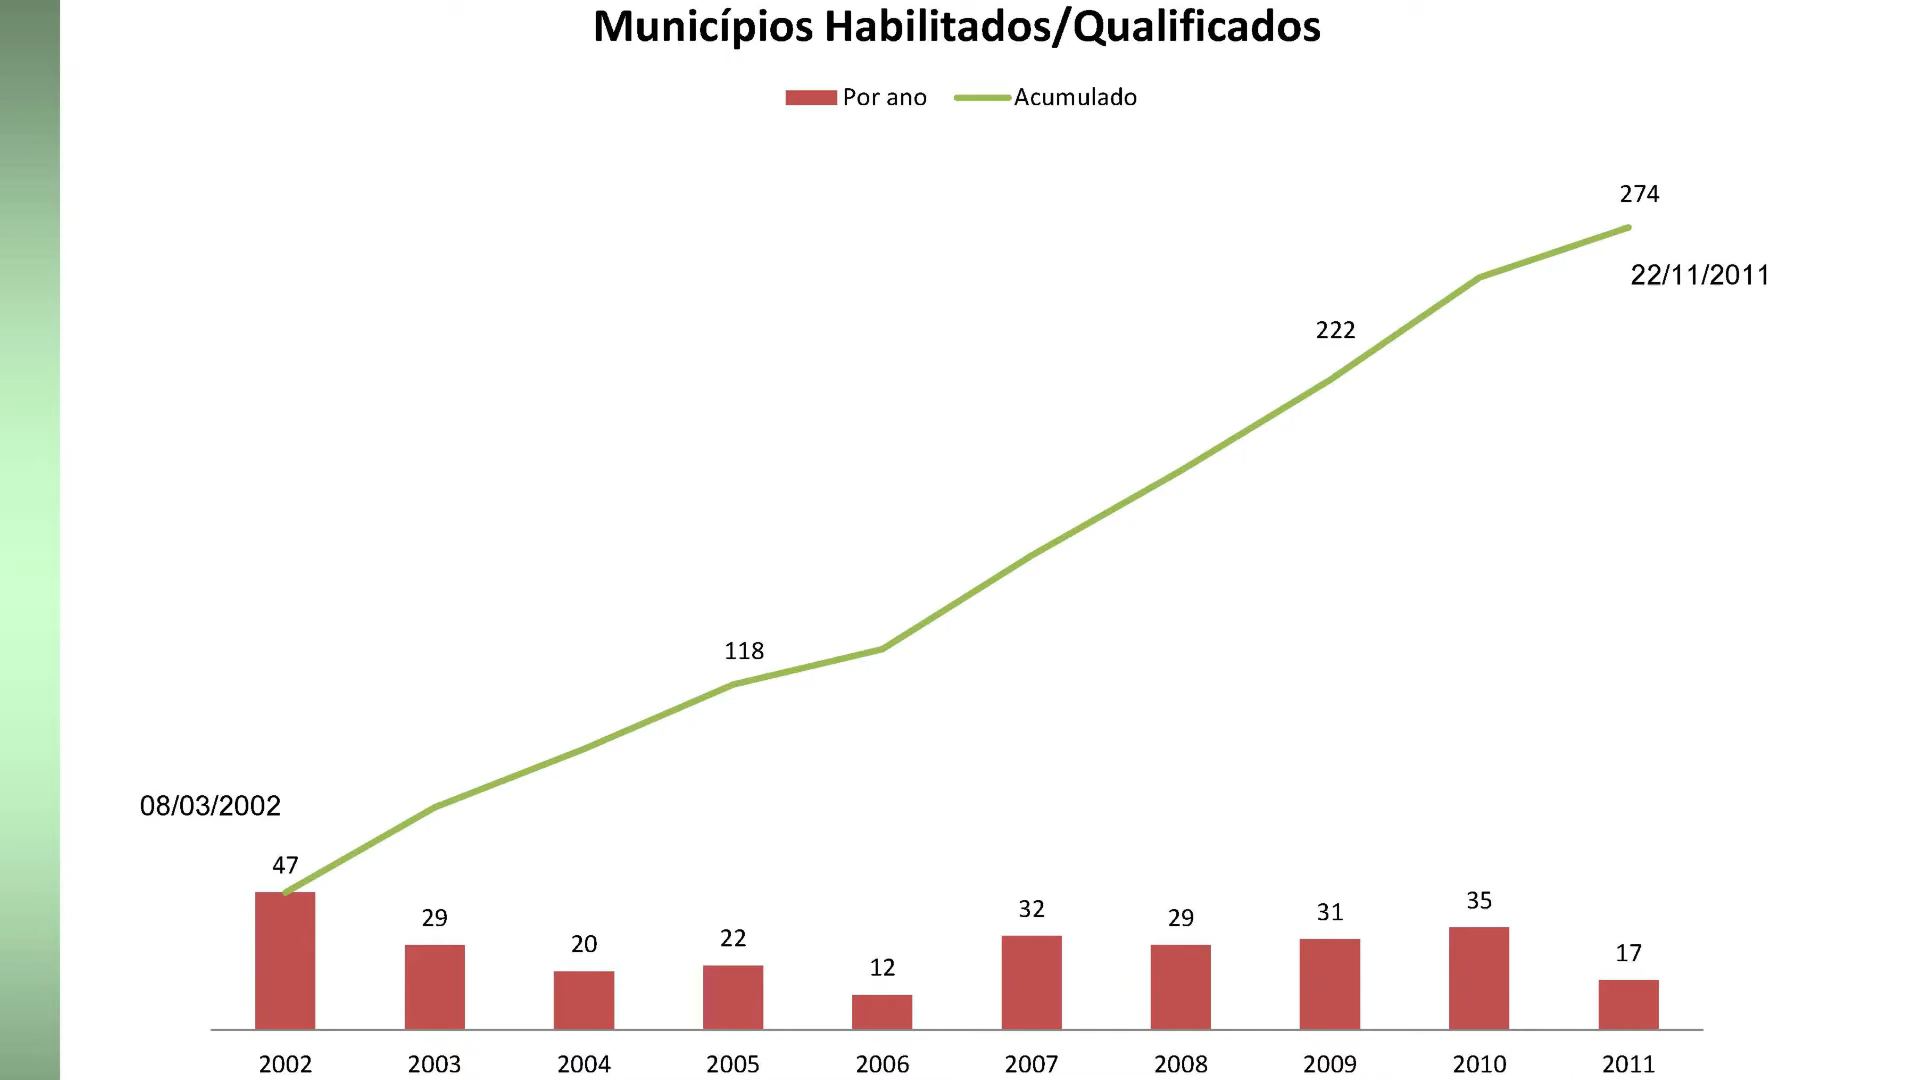 Municípios Habilitados/Qualificados
Por ano Acumulado
274
22/11/2011
222
118
08/03/2002
47 29 20 22 12 32 29 31 35 17
2002 2003 2004 2005 2006 2007 2008 2009 2010 2011